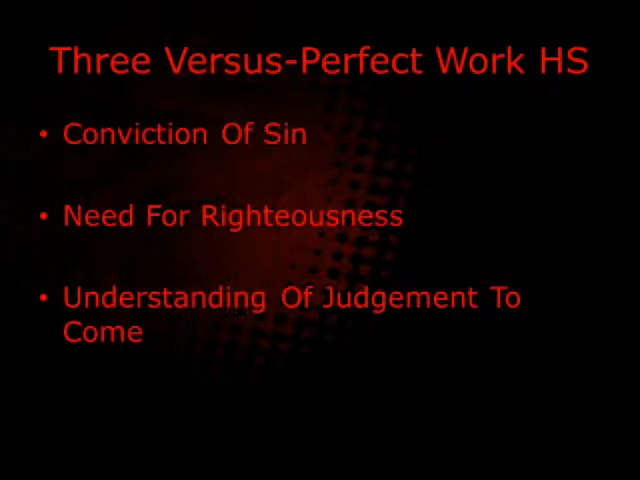 Three Versus-Perfect Work HS
• Conviction Of Sin
• Need For Righteousness
• Understanding Of Judgement To
Come